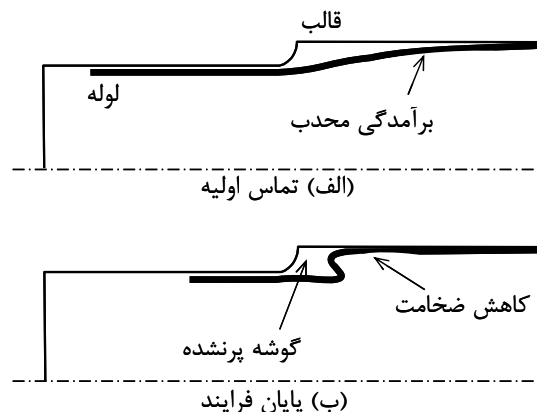 قالب
لوله
برآمدگی محدب
(الف) تماس اولیه
کاهش ضخامت
گوشه پرنشده
(ب) پایان فرایند